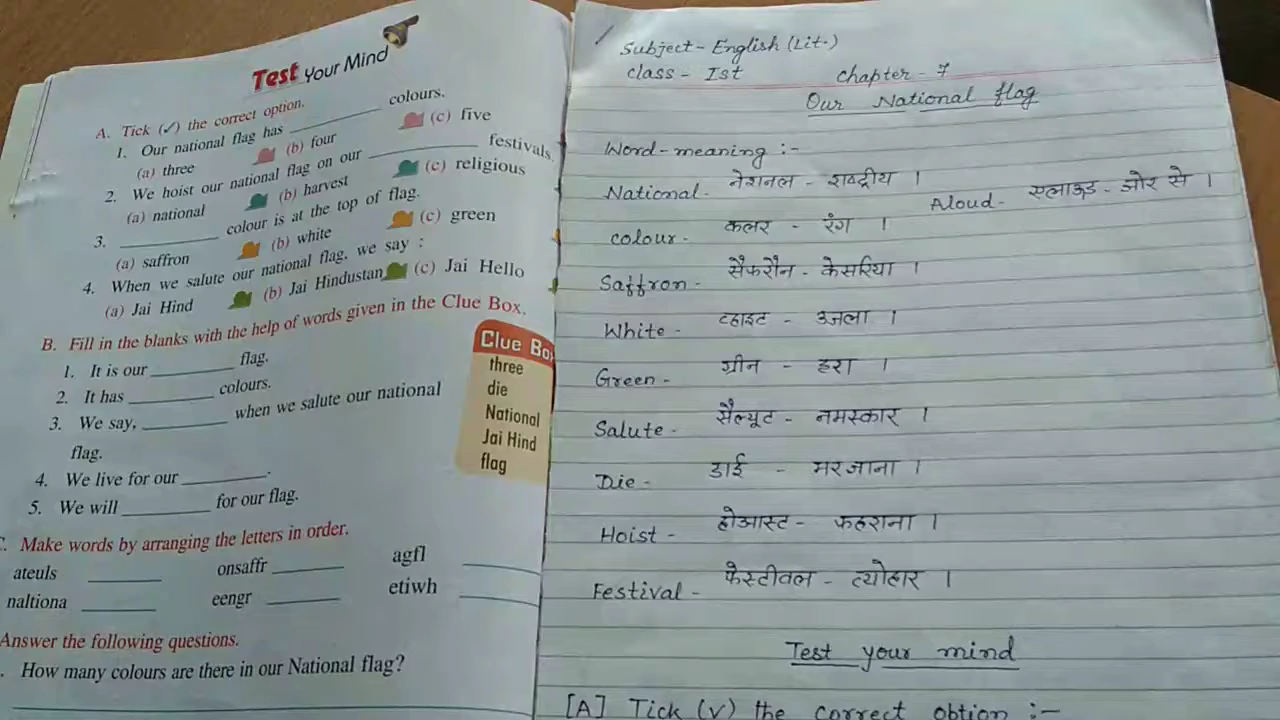 Test Your Mind
A. Tick (✓) the correct option.
1. Our national flag has ________ colours.
(a) three (b) four (c) five
2. We hoist our national flag on our ________ festivals.
(a) national (b) harvest (c) religious
3. ________ colour is at the top of flag.
(a) saffron (b) white (c) green
4. When we salute our national flag, we say :
(a) Jai Hind (b) Jai Hindustan (c) Jai Hello
B. Fill in the blanks with the help of words given in the Clue Box.
1. It is our ________ flag.
2. It has ________ colours.
3. We say, ________ when we salute our national
flag.
4. We live for our ________.
5. We will ________ for our flag.
Clue Bo
three
die
National
Jai Hind
flag
C. Make words by arranging the letters in order.
ateuls ________ onsaffr ________ agfl ________
naltiona ________ eengr ________ etiwh ________
Answer the following questions.
. How many colours are there in our National flag?
Subject - English (Lit.)
Class - Ist Chapter - 7
Our National flag
Word-meaning :-
National - नेशनल - राष्ट्रीय ।
Aloud - एलाऊड - जोर से ।
colour - कलर - रंग ।
Saffron - सैफरौन - केसरिया ।
White - व्हाइट - उजला ।
Green - ग्रीन - हरा ।
Salute - सैल्यूट - नमस्कार ।
Die - डाई - मरजाना ।
Hoist - होआस्ट - फहराना ।
Festival - फेस्टीवल - त्योहार ।
Test your mind
[A] Tick (v) the correct option :-